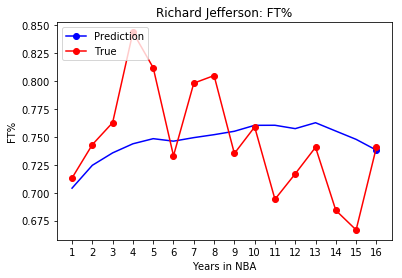 Richard Jefferson: FT%
Prediction
True
0.850
0.825
0.800
0.775
0.750
0.725
0.700
0.675
FT%
1 2 3 4 5 6 7 8 9 10 11 12 13 14 15 16
Years in NBA